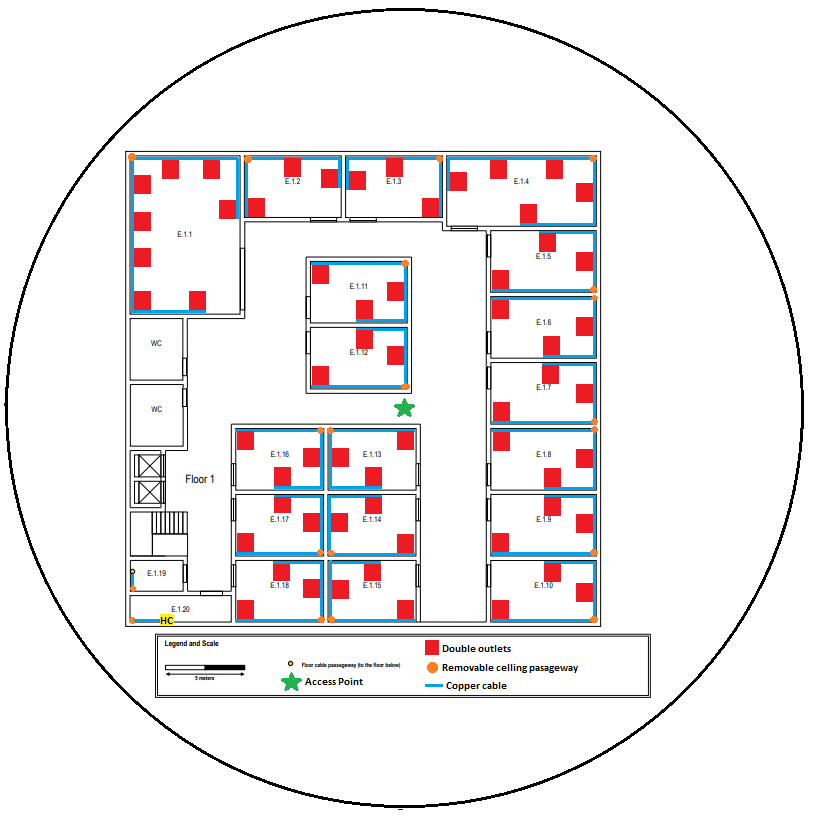 E.1.1
E.1.2
E.1.3
E.1.4
E.1.5
E.1.11
E.1.6
E.1.12
WC
E.1.7
WC
E.1.16
E.1.13
E.1.8
Floor 1
E.1.17
E.1.14
E.1.9
E.1.19
E.1.18
E.1.15
E.1.10
E.1.20
HC
Legend and Scale
5 meters
Floor cable passageway (to the floor below)
Access Point
Double outlets
Removable celling pasageway
Copper cable